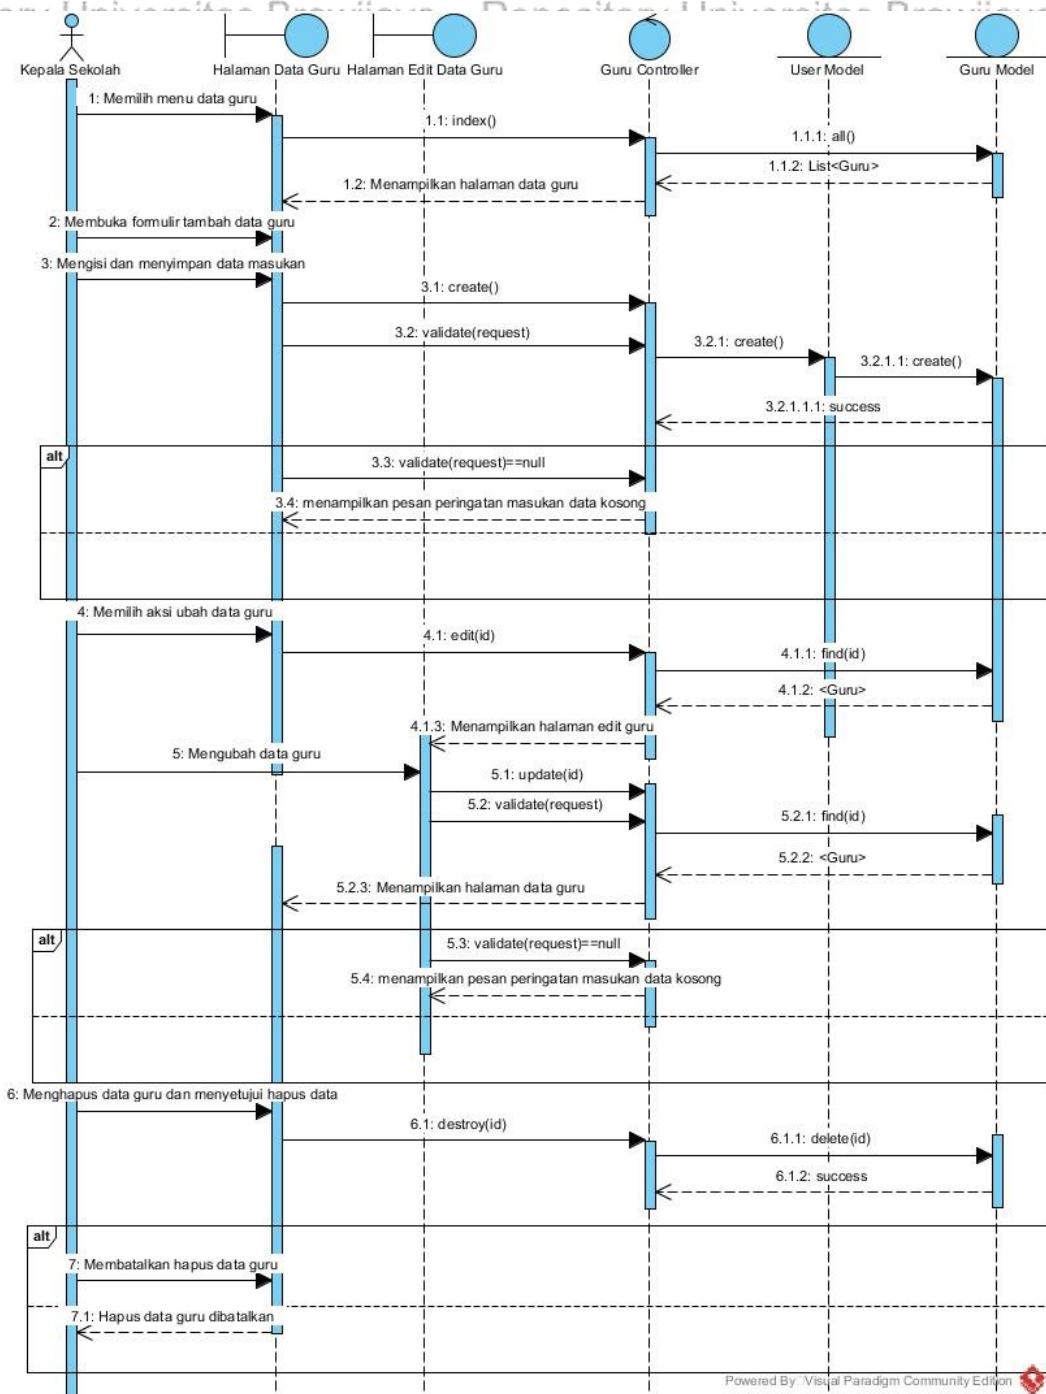 Repository Universitas Brawijaya
Kepala Sekolah
Halaman Data Guru
Halaman Edit Data Guru
Guru Controller
User Model
Guru Model
1: Memilih menu data guru
1.1: index()
1.1.1: all()
1.1.2: List<Guru>
1.2: Menampilkan halaman data guru
2: Membuka formulir tambah data guru
3: Mengisi dan menyimpan data masukan
3.1: create()
3.2: validate(request)
3.2.1: create()
3.2.1.1: create()
3.2.1.1.1: success
alt
3.3: validate(request)==null
3.4: menampilkan pesan peringatan masukan data kosong
4: Memilih aksi ubah data guru
4.1: edit(id)
4.1.1: find(id)
4.1.2: <Guru>
4.1.3: Menampilkan halaman edit guru
5: Mengubah data guru
5.1: update(id)
5.2: validate(request)
5.2.1: find(id)
5.2.2: <Guru>
5.2.3: Menampilkan halaman data guru
alt
5.3: validate(request)==null
5.4: menampilkan pesan peringatan masukan data kosong
6: Menghapus data guru dan menyetujui hapus data
6.1: destroy(id)
6.1.1: delete(id)
6.1.2: success
alt
7: Membatalkan hapus data guru
7.1: Hapus data guru dibatalkan
Powered By Visual Paradigm Community Edition